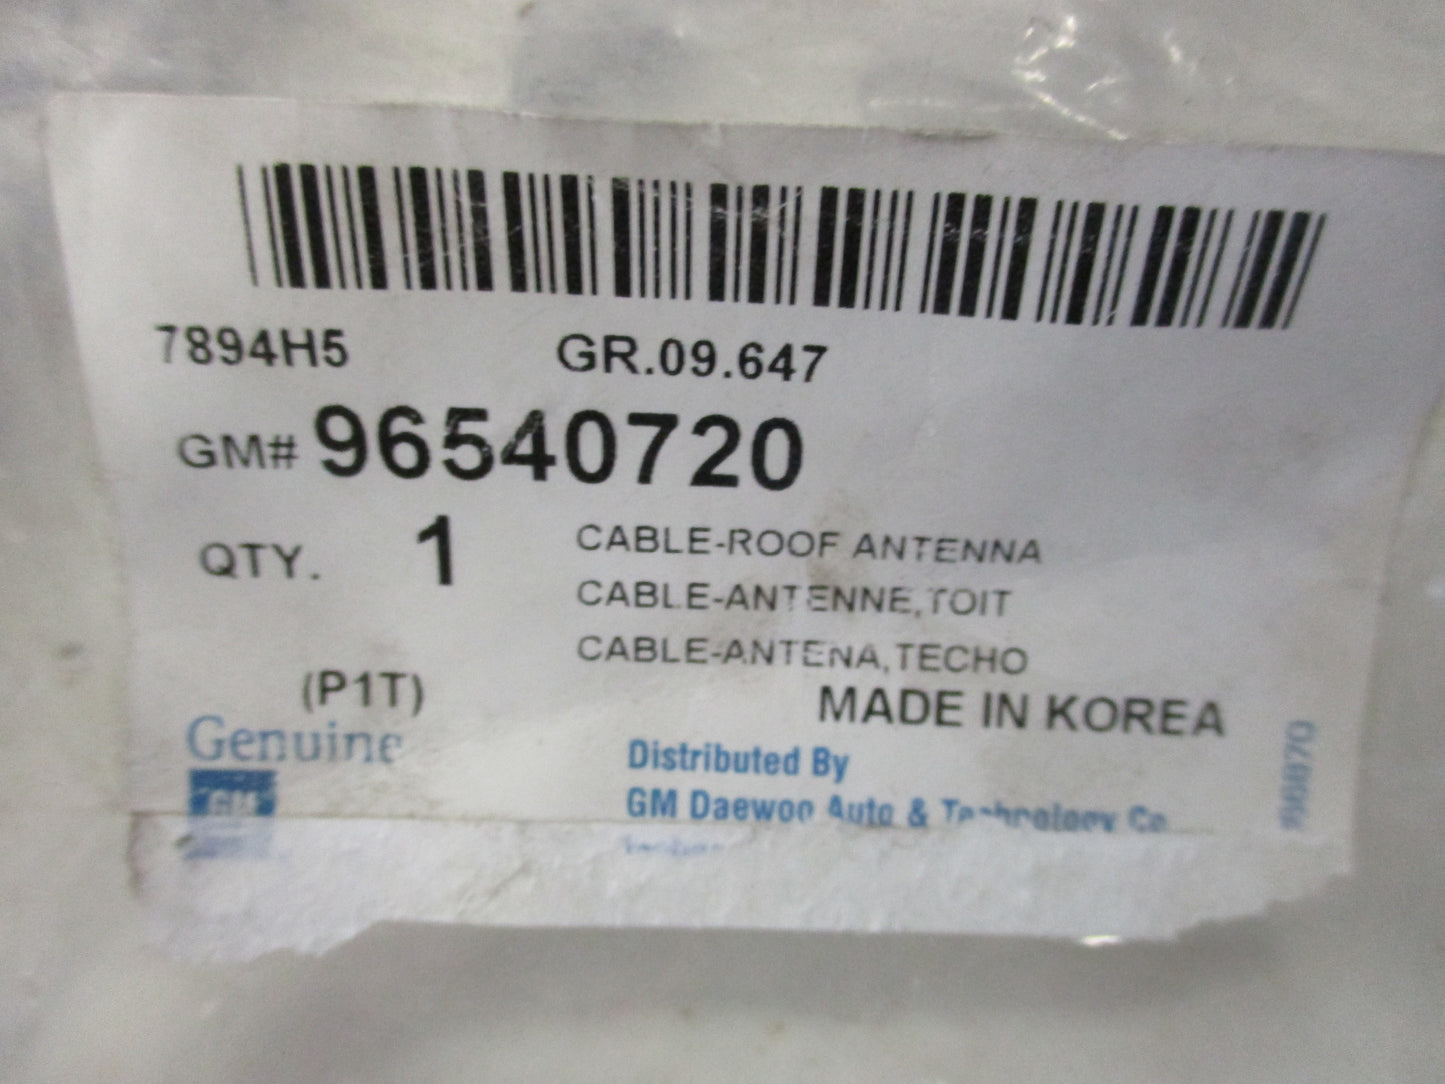 7894H5 GR.09.647
GM# 96540720
QTY. 1 CABLE-ROOF ANTENNA
CABLE-ANTENNE,TOIT
CABLE-ANTENA,TECHO
(P1T) MADE IN KOREA
Genuine
GM
Distributed By
GM Daewoo Auto & Technology Co